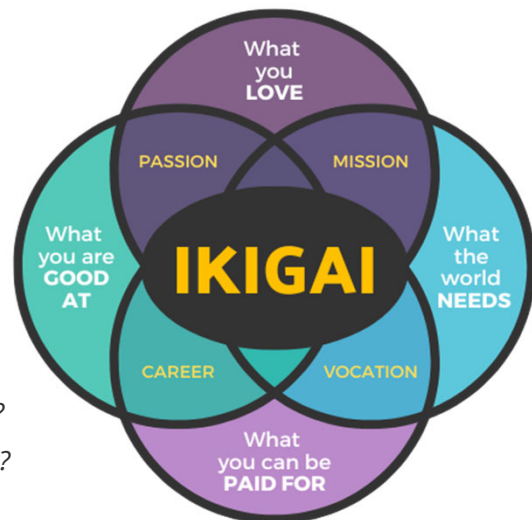 What
you
LOVE
PASSION
MISSION
What
you are
GOOD
AT
IKIGAI
What
the
world
NEEDS
CAREER
VOCATION
What
you can be
PAID FOR
?
?